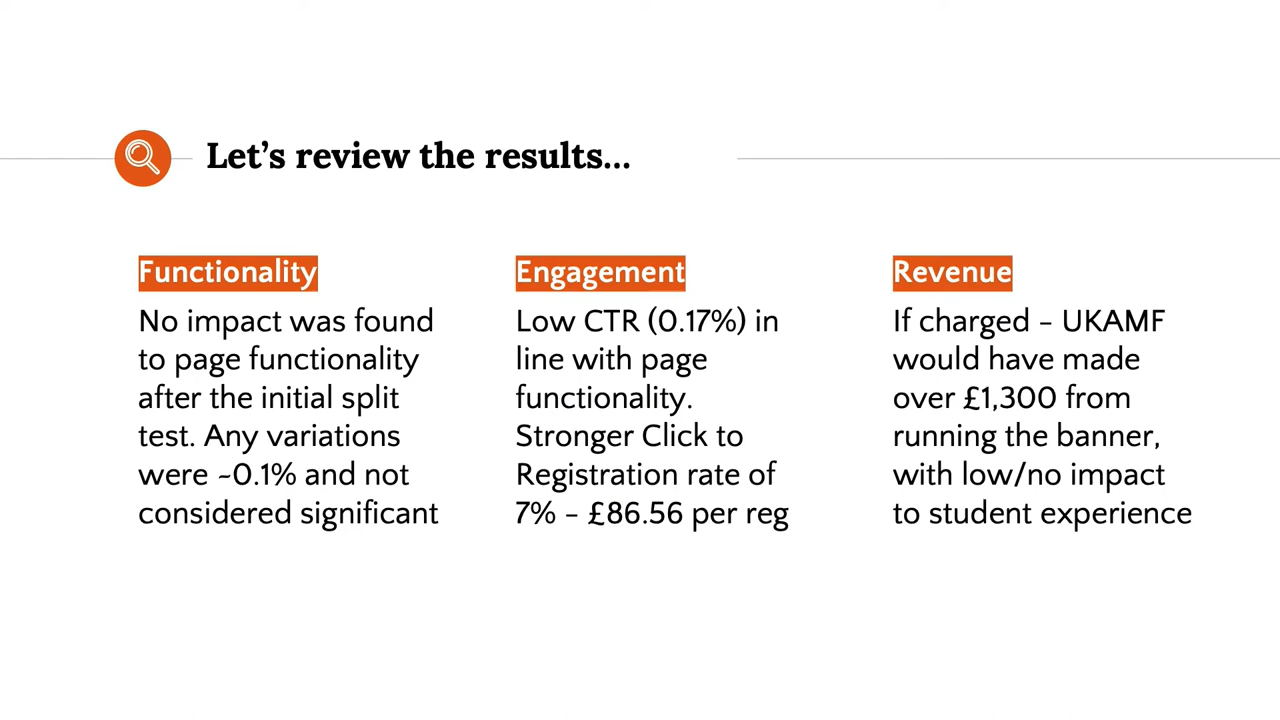 Let’s review the results...
Functionality
No impact was found
to page functionality
after the initial split
test. Any variations
were ~0.1% and not
considered significant
Engagement
Low CTR (0.17%) in
line with page
functionality.
Stronger Click to
Registration rate of
7% – £86.56 per reg
Revenue
If charged – UKAMF
would have made
over £1,300 from
running the banner,
with low/no impact
to student experience